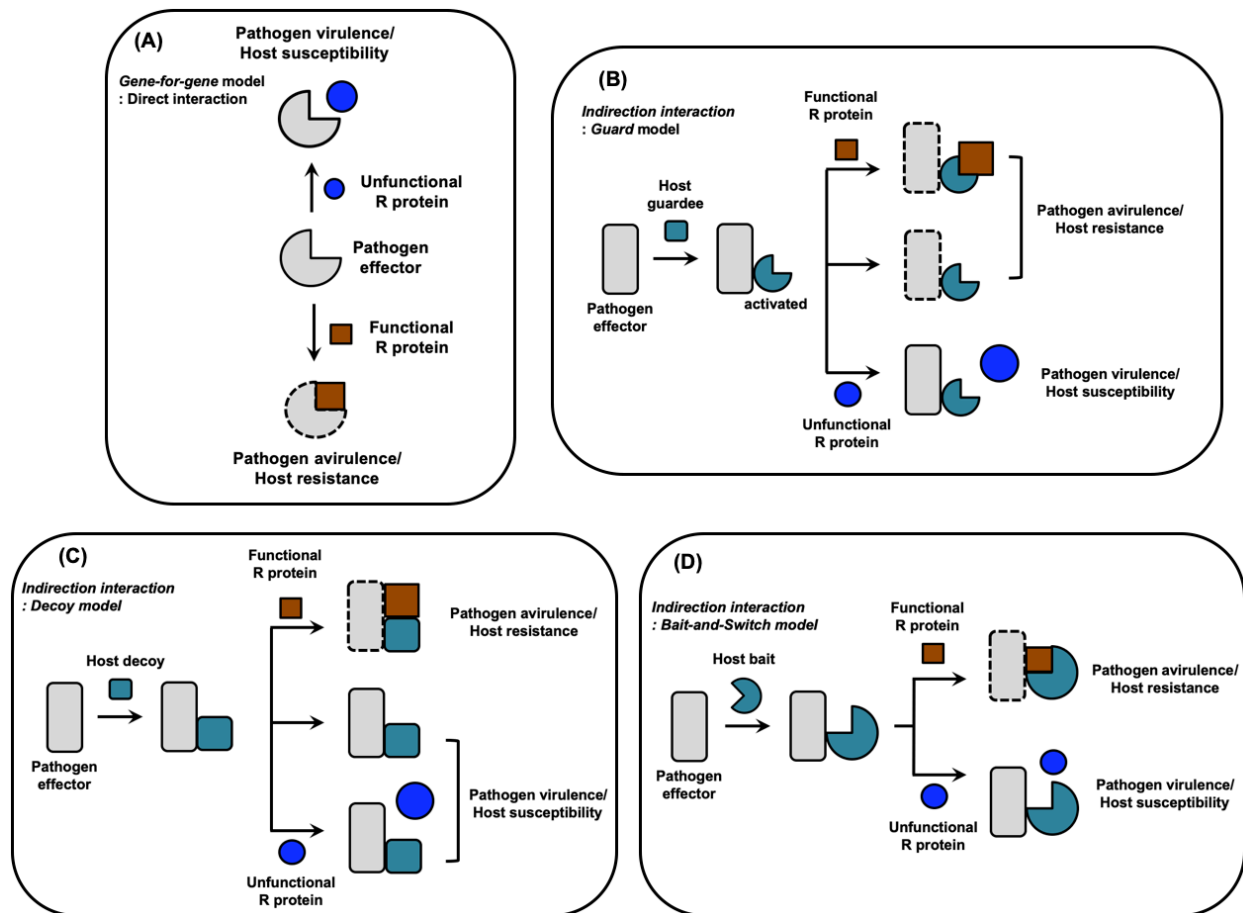 (A)
Pathogen virulence/
Host susceptibility
Gene-for-gene model
: Direct interaction
Unfunctional
R protein
Pathogen
effector
Functional
R protein
Pathogen avirulence/
Host resistance
(B)
Indirection interaction
: Guard model
Functional
R protein
Host
guardee
Pathogen
effector
activated
Pathogen avirulence/
Host resistance
Pathogen virulence/
Host susceptibility
Unfunctional
R protein
(C)
Indirection interaction
: Decoy model
Functional
R protein
Pathogen avirulence/
Host resistance
Host decoy
Pathogen
effector
Pathogen virulence/
Host susceptibility
Unfunctional
R protein
(D)
Indirection interaction
: Bait-and-Switch model
Functional
R protein
Host bait
Pathogen avirulence/
Host resistance
Pathogen
effector
Pathogen virulence/
Host susceptibility
Unfunctional
R protein